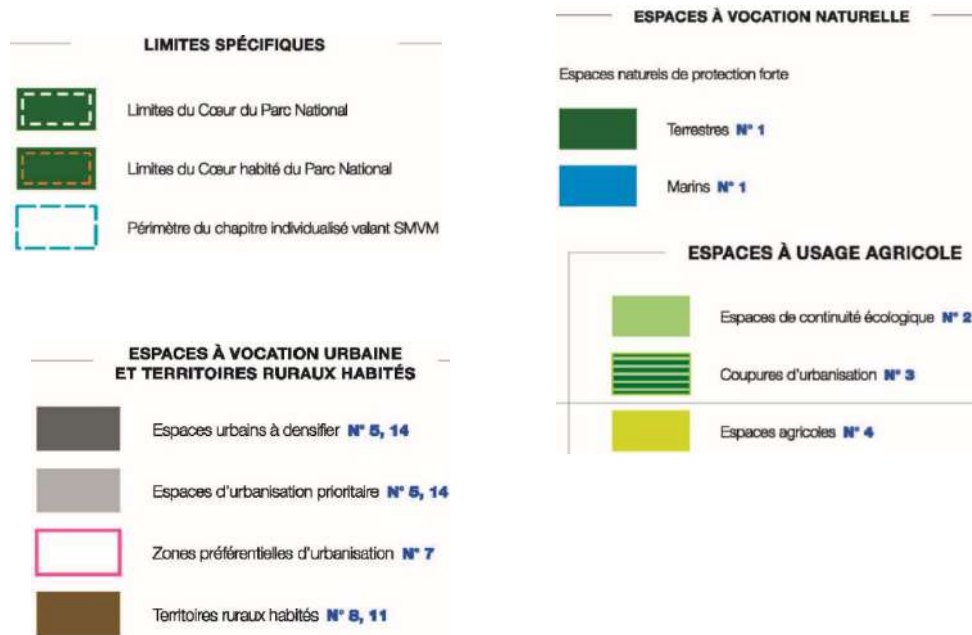 LIMITES SPÉCIFIQUES
Limites du Cœur du Parc National
Limites du Cœur habité du Parc National
Périmètre du chapitre individualisé valant SMVM
ESPACES À VOCATION URBAINE
ET TERRITOIRES RURAUX HABITÉS
Espaces urbains à densifier N° 5, 14
Espaces d'urbanisation prioritaire N° 5, 14
Zones préférentielles d'urbanisation N° 7
Territoires ruraux habités N° 8, 11
ESPACES À VOCATION NATURELLE
Espaces naturels de protection forte
Terrestres N° 1
Marins N° 1
ESPACES À USAGE AGRICOLE
Espaces de continuité écologique N° 2
Coupures d'urbanisation N° 3
Espaces agricoles N° 4